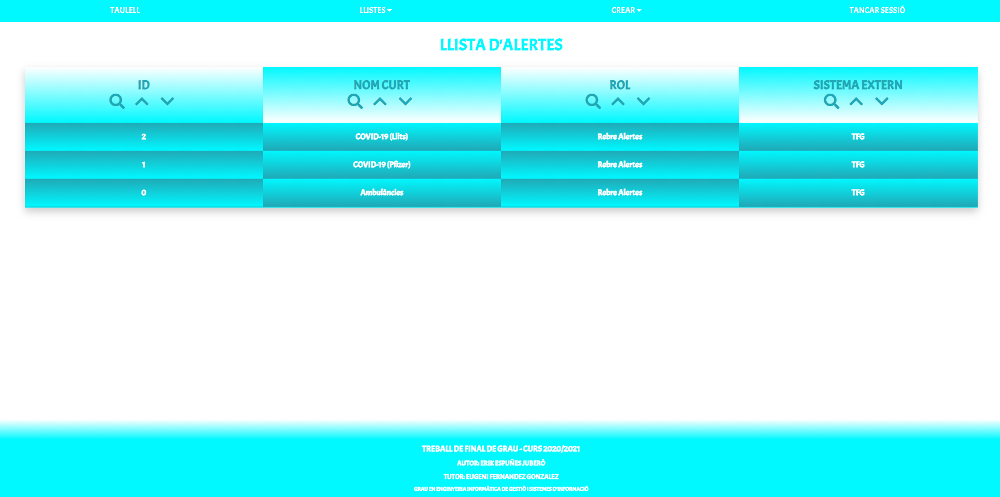 TAULELL LLISTES CREAR TANCAR SESSIÓ
LLISTA D'ALERTES
ID NOM CURT ROL SISTEMA EXTERN
2 COVID-19 (Llits) Rebre Alertes TFG
1 COVID-19 (Pfizer) Rebre Alertes TFG
0 Ambulàncies Rebre Alertes TFG
TREBALL DE FINAL DE GRAU - CURS 2020/2021
AUTOR: ERIK ESPUÑES JUBERÓ
TUTOR: EUGENI FERNANDEZ GONZALEZ
GRAU EN ENGINYERIA INFORMÀTICA DE GESTIÓ I SISTEMES D'INFORMACIÓ